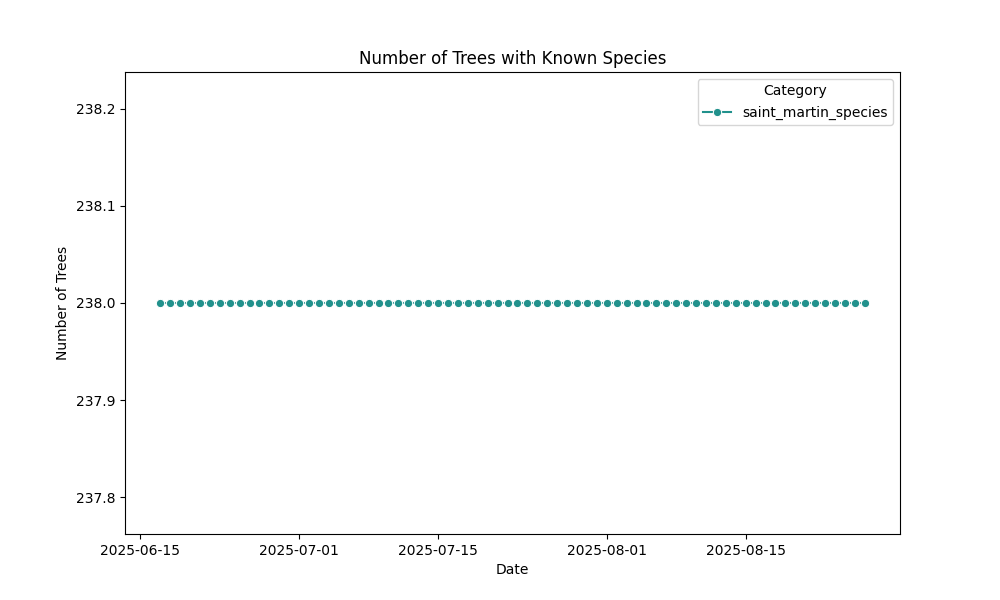 Number of Trees with Known Species
Category
saint_martin_species
238.2
238.1
238.0
237.9
237.8
Number of Trees
2025-06-15
2025-07-01
2025-07-15
2025-08-01
2025-08-15
Date